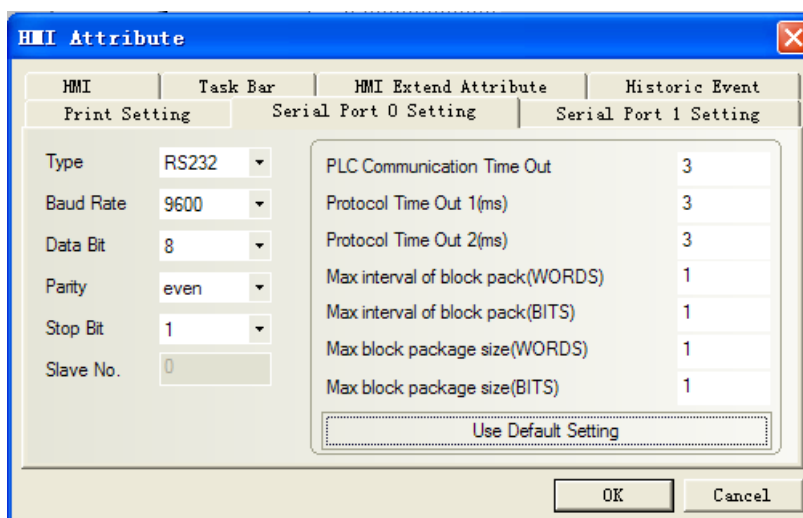 HMI Attribute
HMI Task Bar HMI Extend Attribute Historic Event
Print Setting Serial Port 0 Setting Serial Port 1 Setting
Type RS232
Baud Rate 9600
Data Bit 8
Parity even
Stop Bit 1
Slave No. 0
PLC Communication Time Out 3
Protocol Time Out 1(ms) 3
Protocol Time Out 2(ms) 3
Max interval of block pack(WORDS) 1
Max interval of block pack(BITS) 1
Max block package size(WORDS) 1
Max block package size(BITS) 1
Use Default Setting
OK Cancel